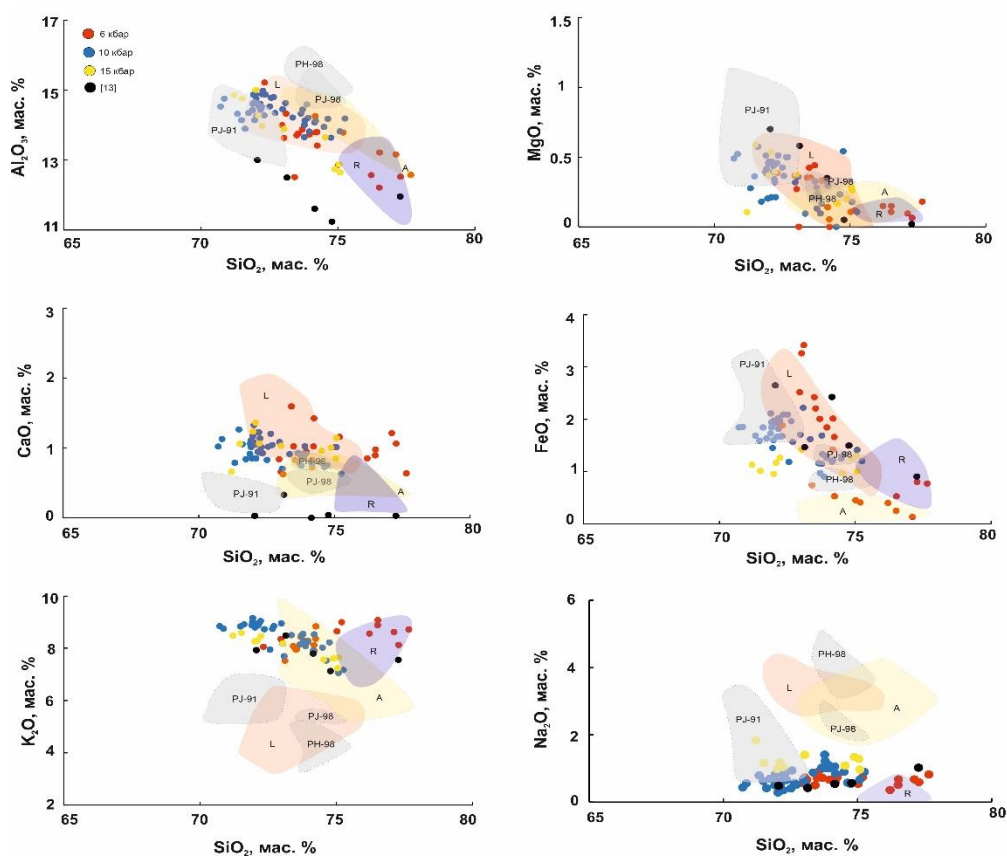 17
15
13
11
Al₂O₃, мас. %
6 кбар
10 кбар
15 кбар
[13]
PH-98
L
PJ-98
PJ-91
R
A
65
70
75
80
SiO₂, мас. %
1.5
1
0.5
0
MgO, мас. %
PJ-91
L
PJ-98
PH-98
A
R
65
70
75
80
SiO₂, мас. %
3
2
1
0
CaO, мас. %
L
PH-98
PJ-98
PJ-91
A
R
65
70
75
80
SiO₂, мас. %
4
3
2
1
0
FeO, мас. %
PJ-91
L
R
PJ-98
PH-98
A
65
70
75
80
SiO₂, мас. %
10
8
6
4
2
K₂O, мас. %
R
PJ-91
A
PJ-98
L
PH-98
65
70
75
80
SiO₂, мас. %
6
4
2
0
Na₂O, мас. %
PH-98
L
A
PJ-91
PJ-98
R
65
70
75
80
SiO₂, мас. %